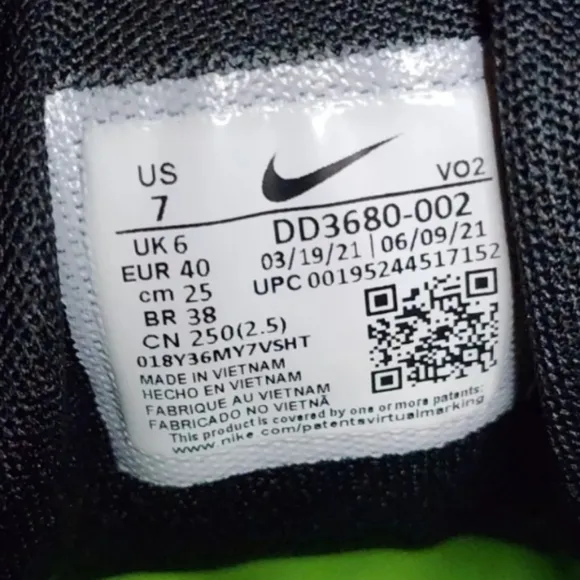 US
7
VO2
DD3680-002
03/19/21 | 06/09/21
UPC 00195244517152
UK 6
EUR 40
cm 25
BR 38
CN 250(2.5)
018Y36MY7VSHT
MADE IN VIETNAM
HECHO EN VIETNAM
FABRIQUE AU VIETNAM
FABRICADO NO VIETNÃ
This product is covered by one or more patents:
www.nike.com/patentsvirtualmarking